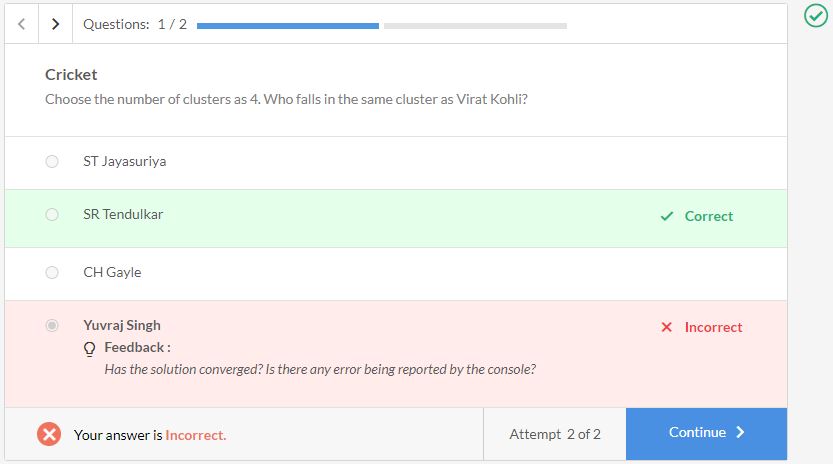 Questions: 1 / 2
Cricket
Choose the number of clusters as 4. Who falls in the same cluster as Virat Kohli?
ST Jayasuriya
SR Tendulkar
Correct
CH Gayle
Yuvraj Singh
Incorrect
Feedback :
Has the solution converged? Is there any error being reported by the console?
Your answer is Incorrect.
Attempt 2 of 2
Continue